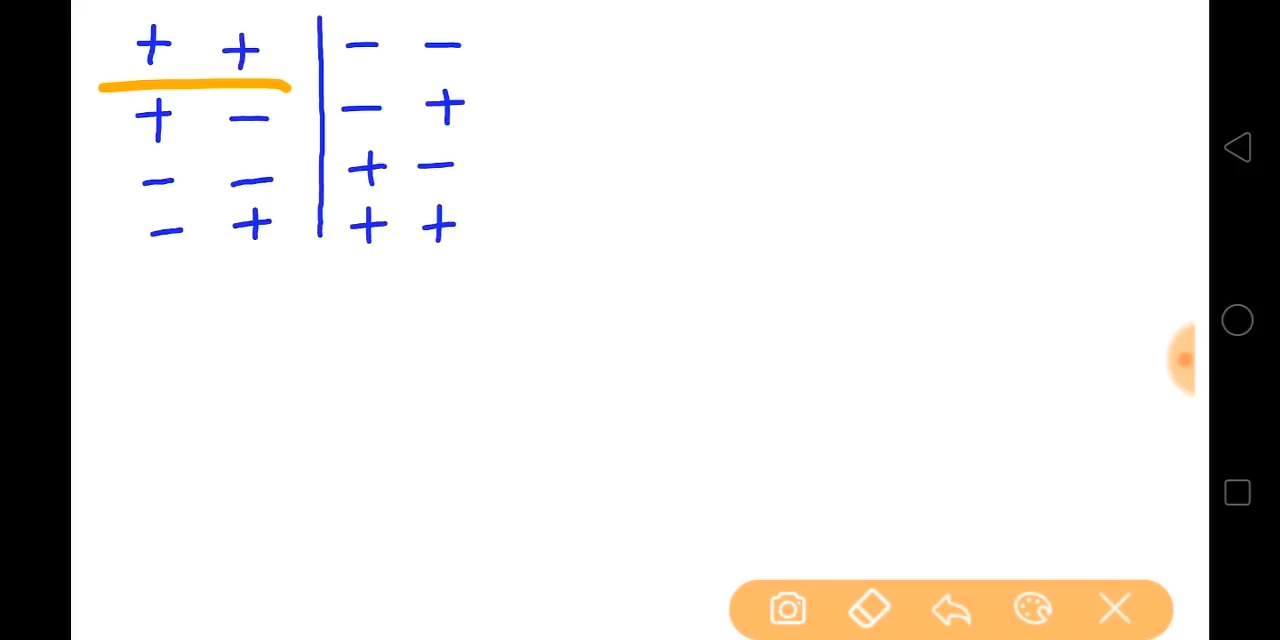 + + | − −
+ − | − +
− − | + −
− + | + +